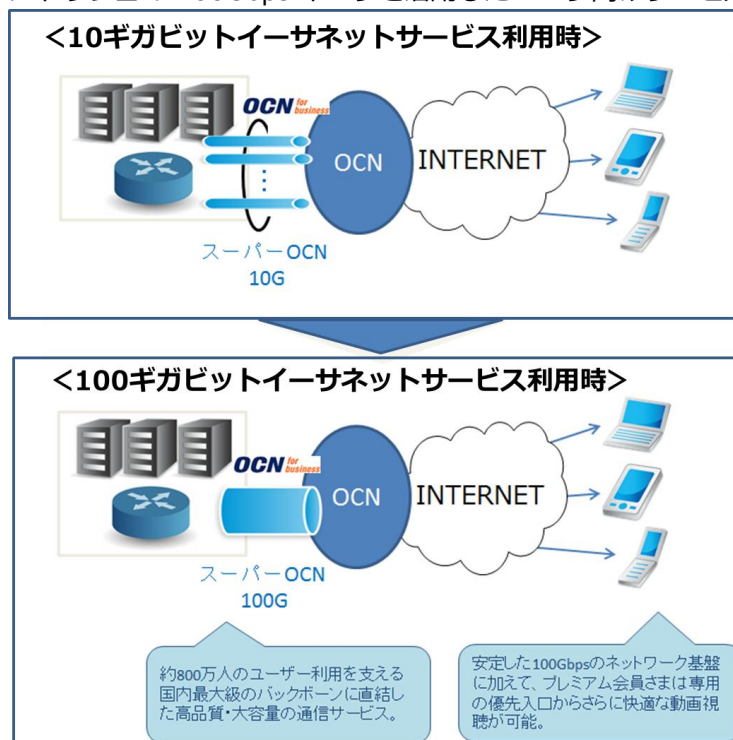 <10ギガビットイーサネットサービス利用時>
OCN for business
OCN
INTERNET
スーパーOCN
10G
<100ギガビットイーサネットサービス利用時>
OCN for business
OCN
INTERNET
スーパーOCN
100G
約800万人のユーザー利用を支える
国内最大級のバックボーンに直結し
た高品質・大容量の通信サービス。
安定した100Gbpsのネットワーク基盤
に加えて、プレミアム会員さまは専用
の優先入口からさらに快適な動画視
聴が可能。